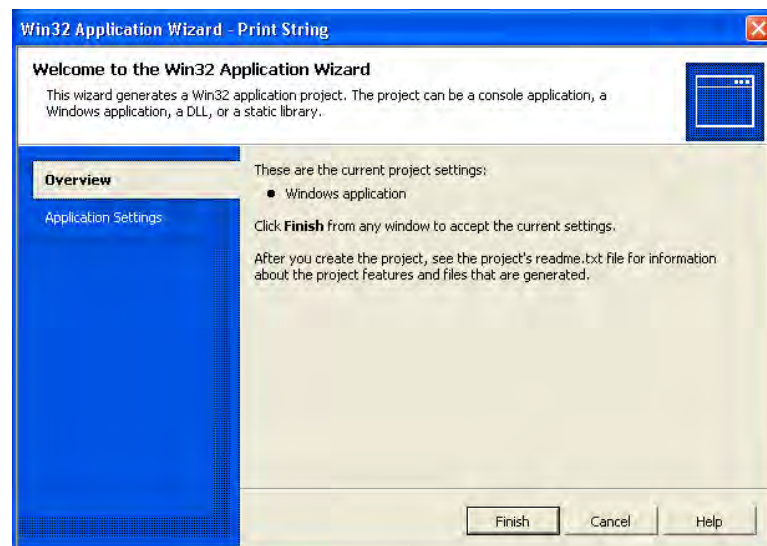 Win32 Application Wizard - Print String
Welcome to the Win32 Application Wizard
This wizard generates a Win32 application project. The project can be a console application, a
Windows application, a DLL, or a static library.
Overview
Application Settings
These are the current project settings:
● Windows application
Click Finish from any window to accept the current settings.
After you create the project, see the project's readme.txt file for information
about the project features and files that are generated.
Finish
Cancel
Help